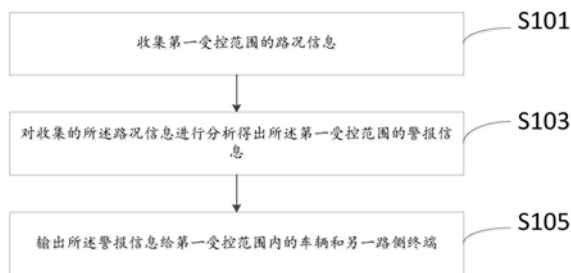 收集第一受控范围的路况信息
S101
对收集的所述路况信息进行分析得出所述第一受控范围的警报信
息
S103
输出所述警报信息给第一受控范围内的车辆和另一路侧终端
S105